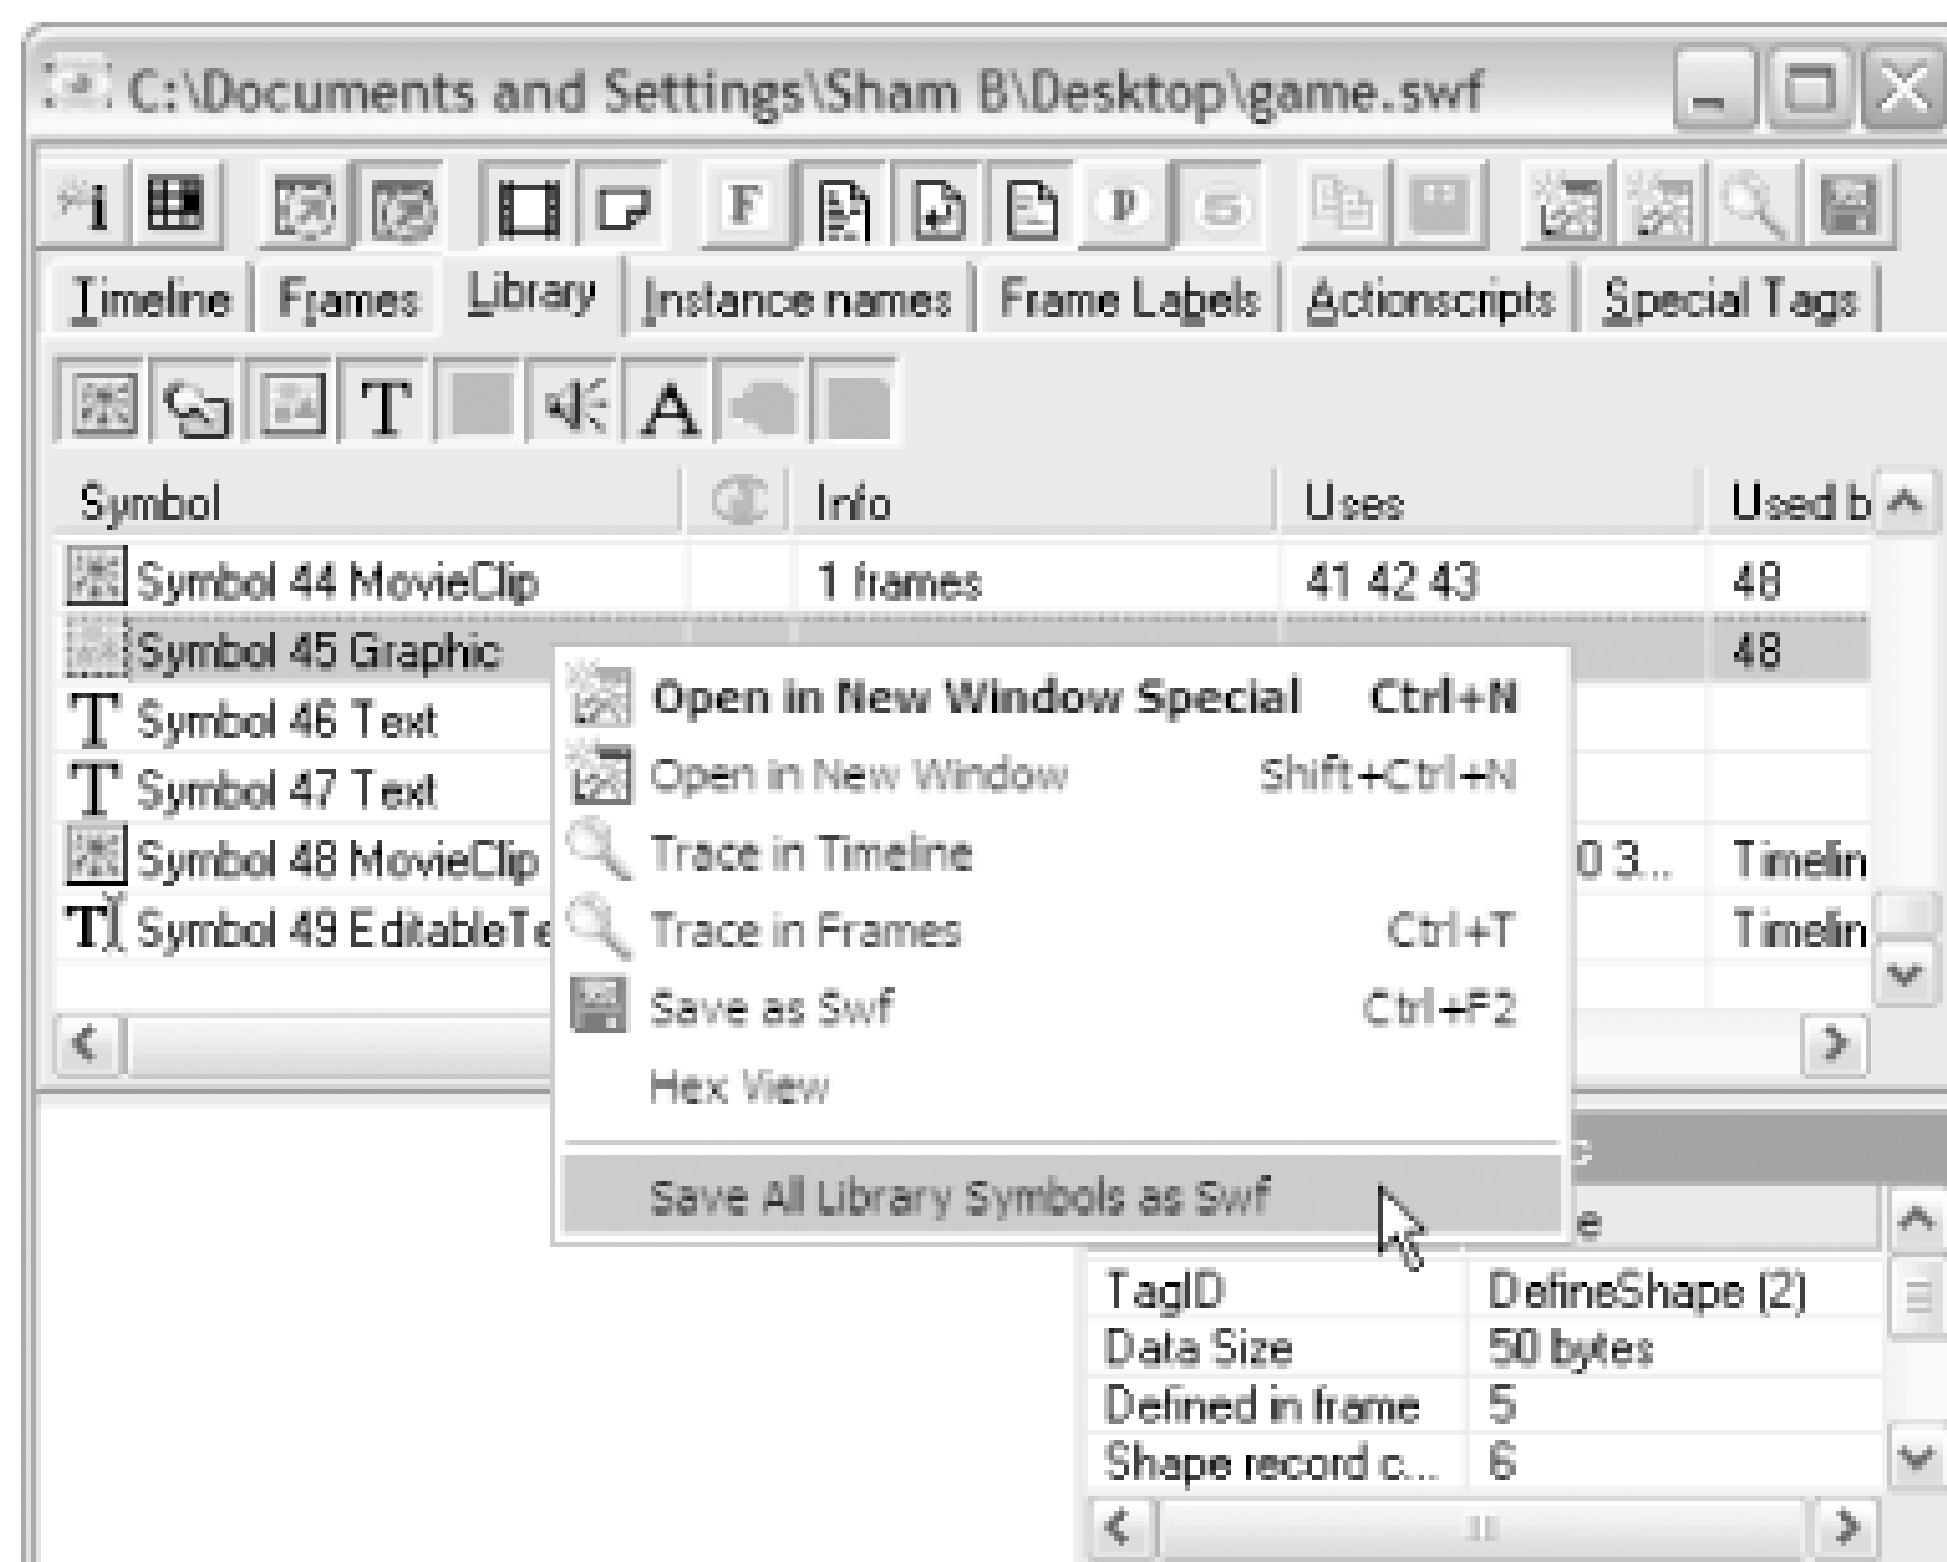 C:\Documents and Settings\Sham B\Desktop\game.swf
i F P S
Timeline Frames Library Instance names Frame Labels Actionscripts Special Tags
T A
Symbol Info Uses Used b
Symbol 44 MovieClip 1 frames 41 42 43 48
Symbol 45 Graphic 48
Open in New Window Special Ctrl+N
T Symbol 46 Text
Open in New Window Shift+Ctrl+N
T Symbol 47 Text
Trace in Timeline
Symbol 48 MovieClip 0 3... Timelin
Trace in Frames Ctrl+T
T Symbol 49 EditableTe Timelin
Save as Swf Ctrl+F2
Hex View
Save All Library Symbols as Swf
e
TagID DefineShape (2)
Data Size 50 bytes
Defined in frame 5
Shape record c... 6